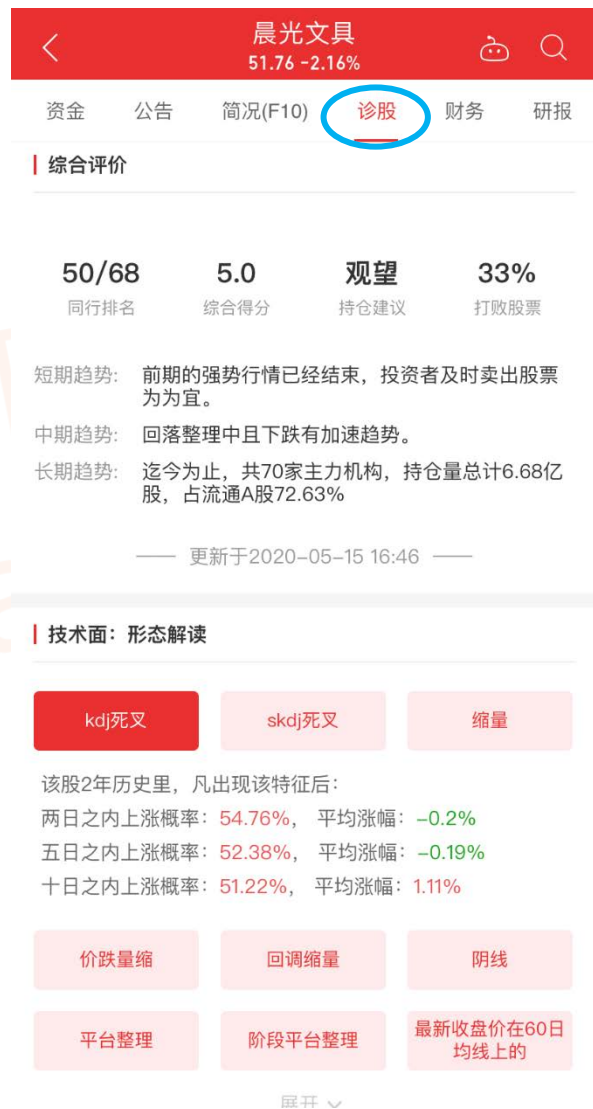 晨光文具
51.76 -2.16%
资金 公告 简况(F10) 诊股 财务 研报
综合评价
50/68 5.0 观望 33%
同行排名 综合得分 持仓建议 打败股票
短期趋势: 前期的强势行情已经结束，投资者及时卖出股票
为为宜。
中期趋势: 回落整理中且下跌有加速趋势。
长期趋势: 迄今为止，共70家主力机构，持仓量总计6.68亿
股，占流通A股72.63%
更新于2020-05-15 16:46
技术面：形态解读
kdj死叉 skdj死叉 缩量
该股2年历史里，凡出现该特征后：
两日之内上涨概率：54.76%， 平均涨幅：-0.2%
五日之内上涨概率：52.38%， 平均涨幅：-0.19%
十日之内上涨概率：51.22%， 平均涨幅：1.11%
价跌量缩 回调缩量 阴线
平台整理 阶段平台整理 最新收盘价在60日
均线上的
展开